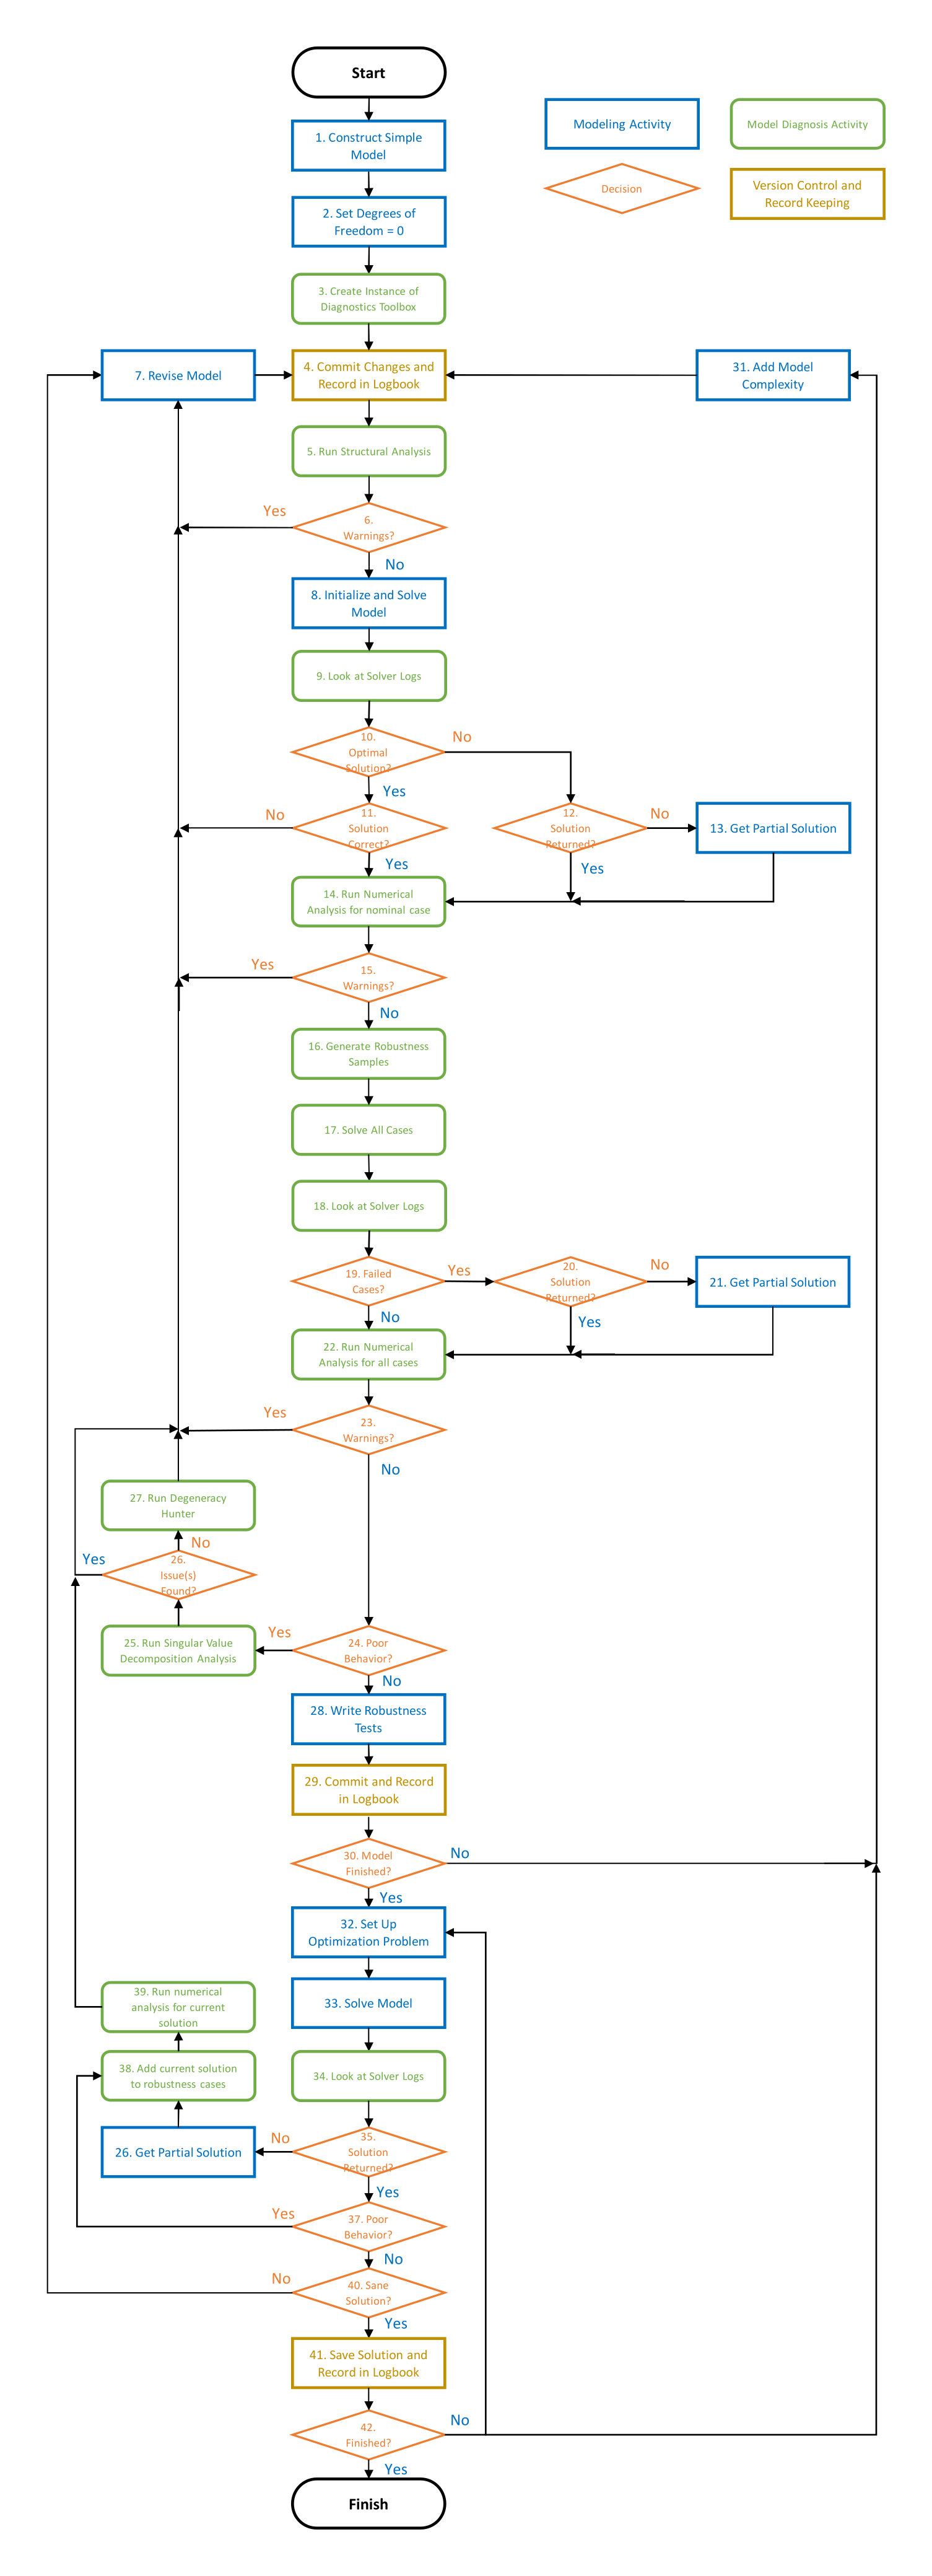 Start
Modeling Activity
Model Diagnosis Activity
1. Construct Simple
Model
Decision
Version Control and
Record Keeping
2. Set Degrees of
Freedom = 0
3. Create Instance of
Diagnostics Toolbox
7. Revise Model
4. Commit Changes and
Record in Logbook
31. Add Model
Complexity
5. Run Structural Analysis
Yes
6.
Warnings?
No
8. Initialize and Solve
Model
9. Look at Solver Logs
10.
Optimal
Solution?
No
Yes
No
11.
Solution
Correct?
12.
Solution
Returned?
No
13. Get Partial Solution
Yes
Yes
14. Run Numerical
Analysis for nominal case
Yes
15.
Warnings?
No
16. Generate Robustness
Samples
17. Solve All Cases
18. Look at Solver Logs
19. Failed
Cases?
Yes
20.
Solution
Returned?
No
21. Get Partial Solution
No
Yes
22. Run Numerical
Analysis for all cases
Yes
23.
Warnings?
No
27. Run Degeneracy
Hunter
No
Yes
26.
Issue(s)
Found?
25. Run Singular Value
Decomposition Analysis
Yes
24. Poor
Behavior?
No
28. Write Robustness
Tests
29. Commit and Record
in Logbook
30. Model
Finished?
No
Yes
32. Set Up
Optimization Problem
39. Run numerical
analysis for current
solution
33. Solve Model
38. Add current solution
to robustness cases
34. Look at Solver Logs
26. Get Partial Solution
No
35.
Solution
Returned?
Yes
Yes
37. Poor
Behavior?
No
No
40. Sane
Solution?
Yes
41. Save Solution and
Record in Logbook
42.
Finished?
No
Yes
Finish